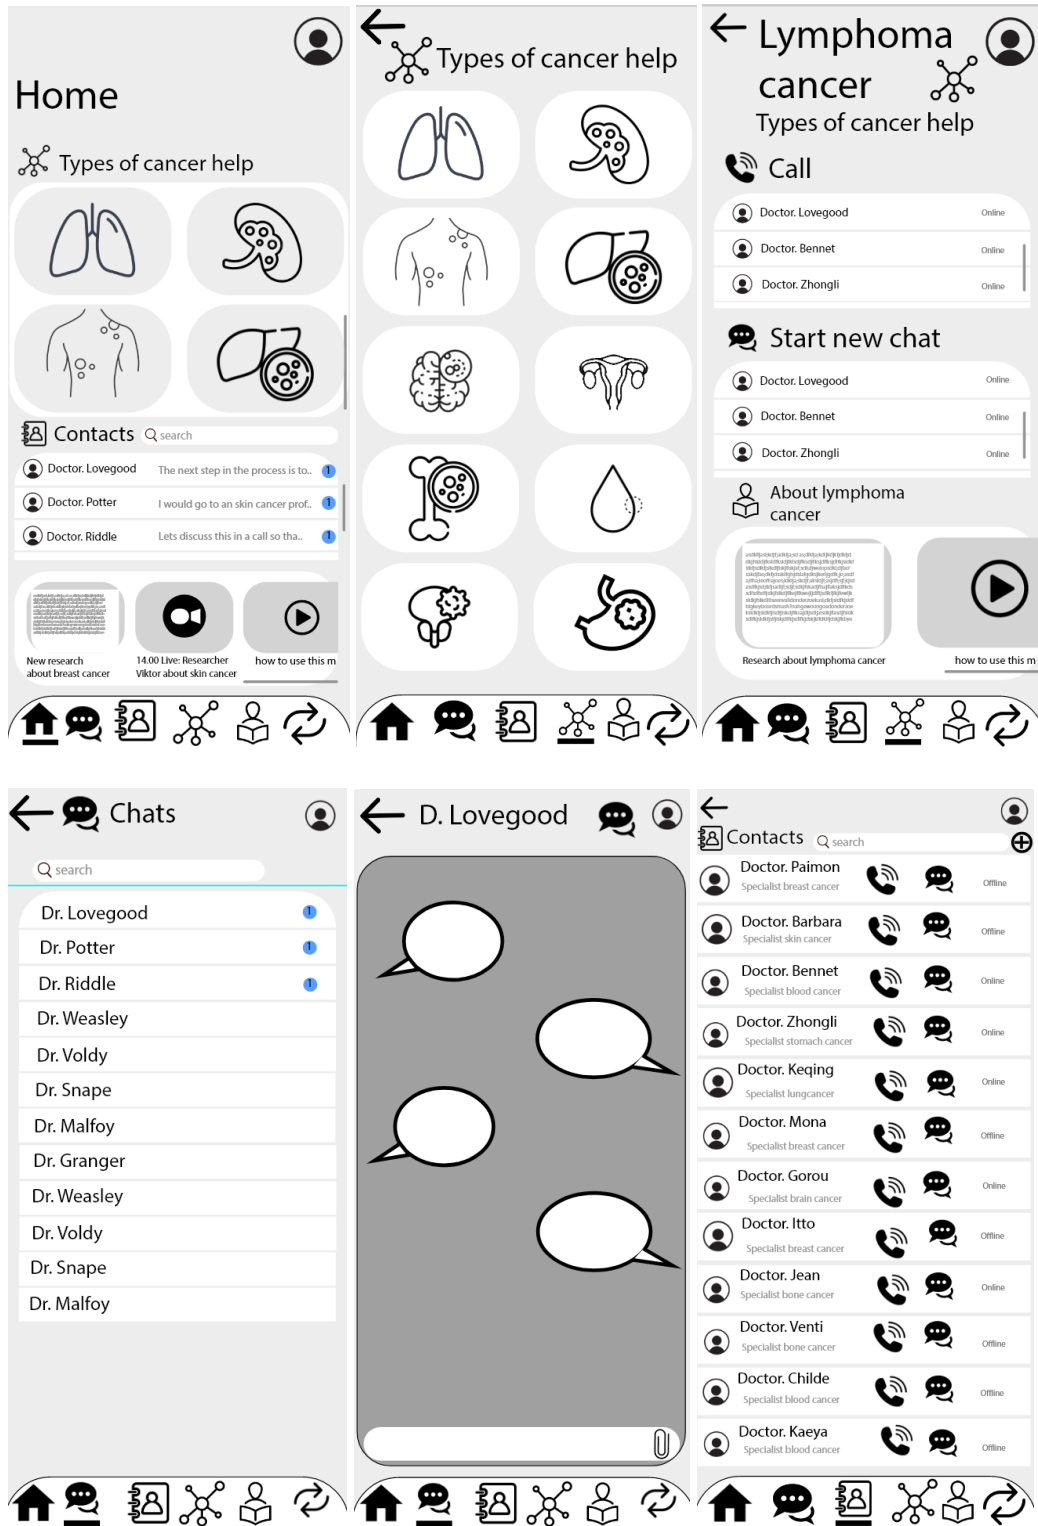 Home
Types of cancer help
Contacts
search
Doctor. Lovegood
The next step in the process is to..
1
Doctor. Potter
I would go to an skin cancer prof..
1
Doctor. Riddle
Lets discuss this in a call so tha..
1
New research
about breast cancer
14.00 Live: Researcher
Viktor about skin cancer
how to use this m
Types of cancer help
Lymphoma
cancer
Types of cancer help
Call
Doctor. Lovegood
Online
Doctor. Bennet
Online
Doctor. Zhongli
Online
Start new chat
Doctor. Lovegood
Online
Doctor. Bennet
Online
Doctor. Zhongli
Online
About lymphoma
cancer
Research about lymphoma cancer
how to use this m
Chats
search
Dr. Lovegood
1
Dr. Potter
1
Dr. Riddle
1
Dr. Weasley
Dr. Voldy
Dr. Snape
Dr. Malfoy
Dr. Granger
Dr. Weasley
Dr. Voldy
Dr. Snape
Dr. Malfoy
D. Lovegood
Contacts
search
Doctor. Paimon
Specialist breast cancer
Offline
Doctor. Barbara
Specialist skin cancer
Offline
Doctor. Bennet
Specialist blood cancer
Online
Doctor. Zhongli
Specialist stomach cancer
Online
Doctor. Keqing
Specialist lungcancer
Online
Doctor. Mona
Specialist breast cancer
Offline
Doctor. Gorou
Specialist brain cancer
Online
Doctor. Itto
Specialist breast cancer
Offline
Doctor. Jean
Specialist bone cancer
Online
Doctor. Venti
Specialist bone cancer
Offline
Doctor. Childe
Specialist blood cancer
Offline
Doctor. Kaeya
Specialist blood cancer
Offline